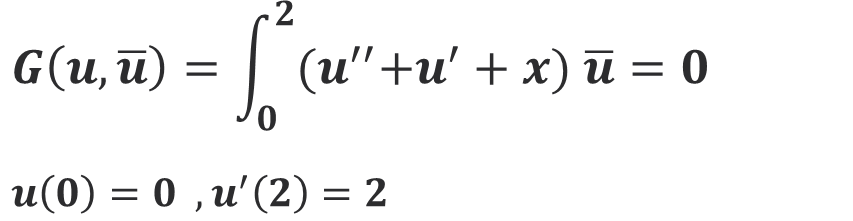 G(u, u̅) = ∫₀² (u′′+u′ + x) u̅ = 0
u(0) = 0 , u′(2) = 2